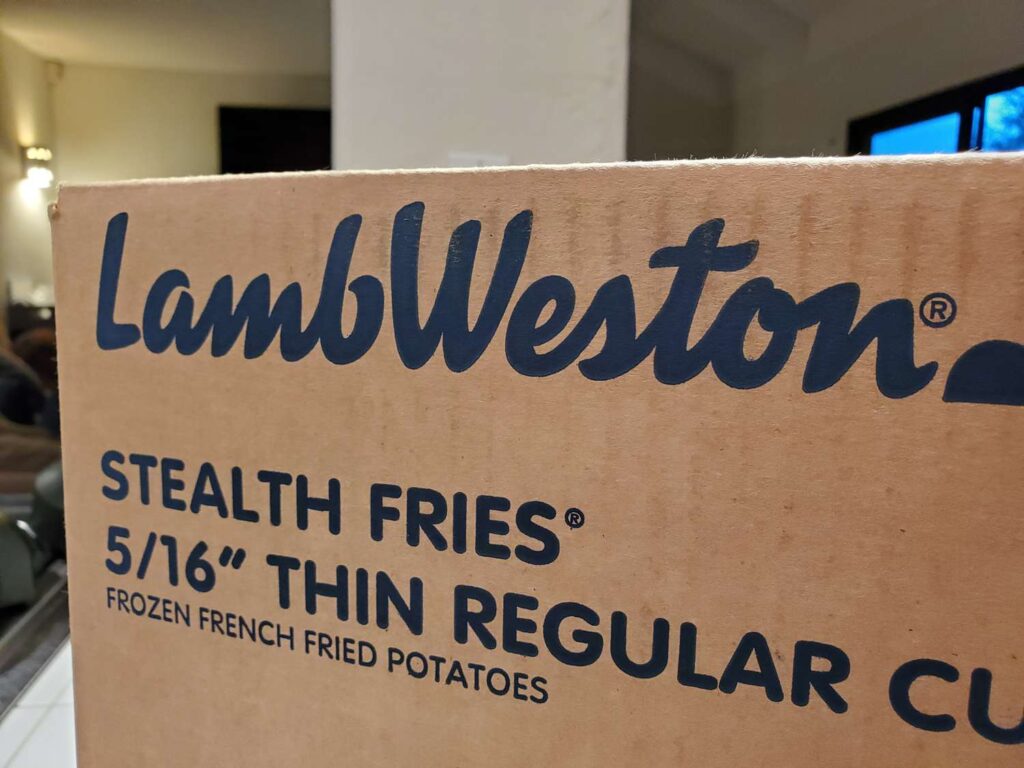 LambWeston®
STEALTH FRIES®
5/16” THIN REGULAR CU
FROZEN FRENCH FRIED POTATOES